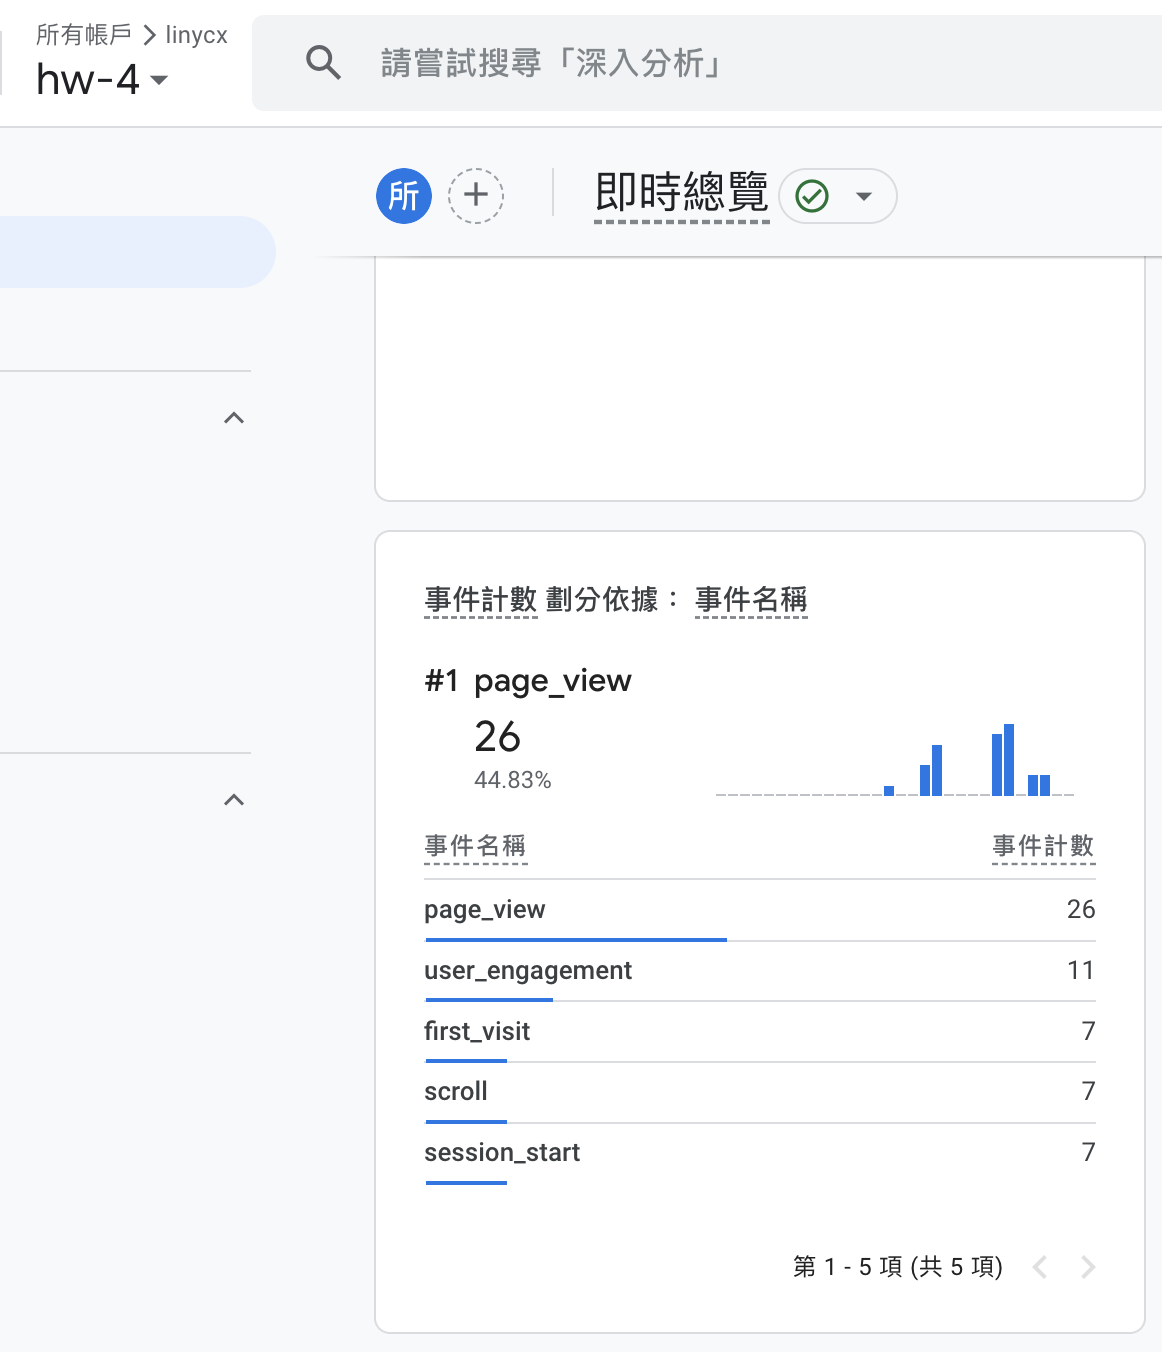 所有帳戶 > linycx
hw-4
請嘗試搜尋「深入分析」
所
即時總覽
事件計數 劃分依據： 事件名稱
#1 page_view
26
44.83%
事件名稱 事件計數
page_view 26
user_engagement 11
first_visit 7
scroll 7
session_start 7
第 1 - 5 項 (共 5 項)